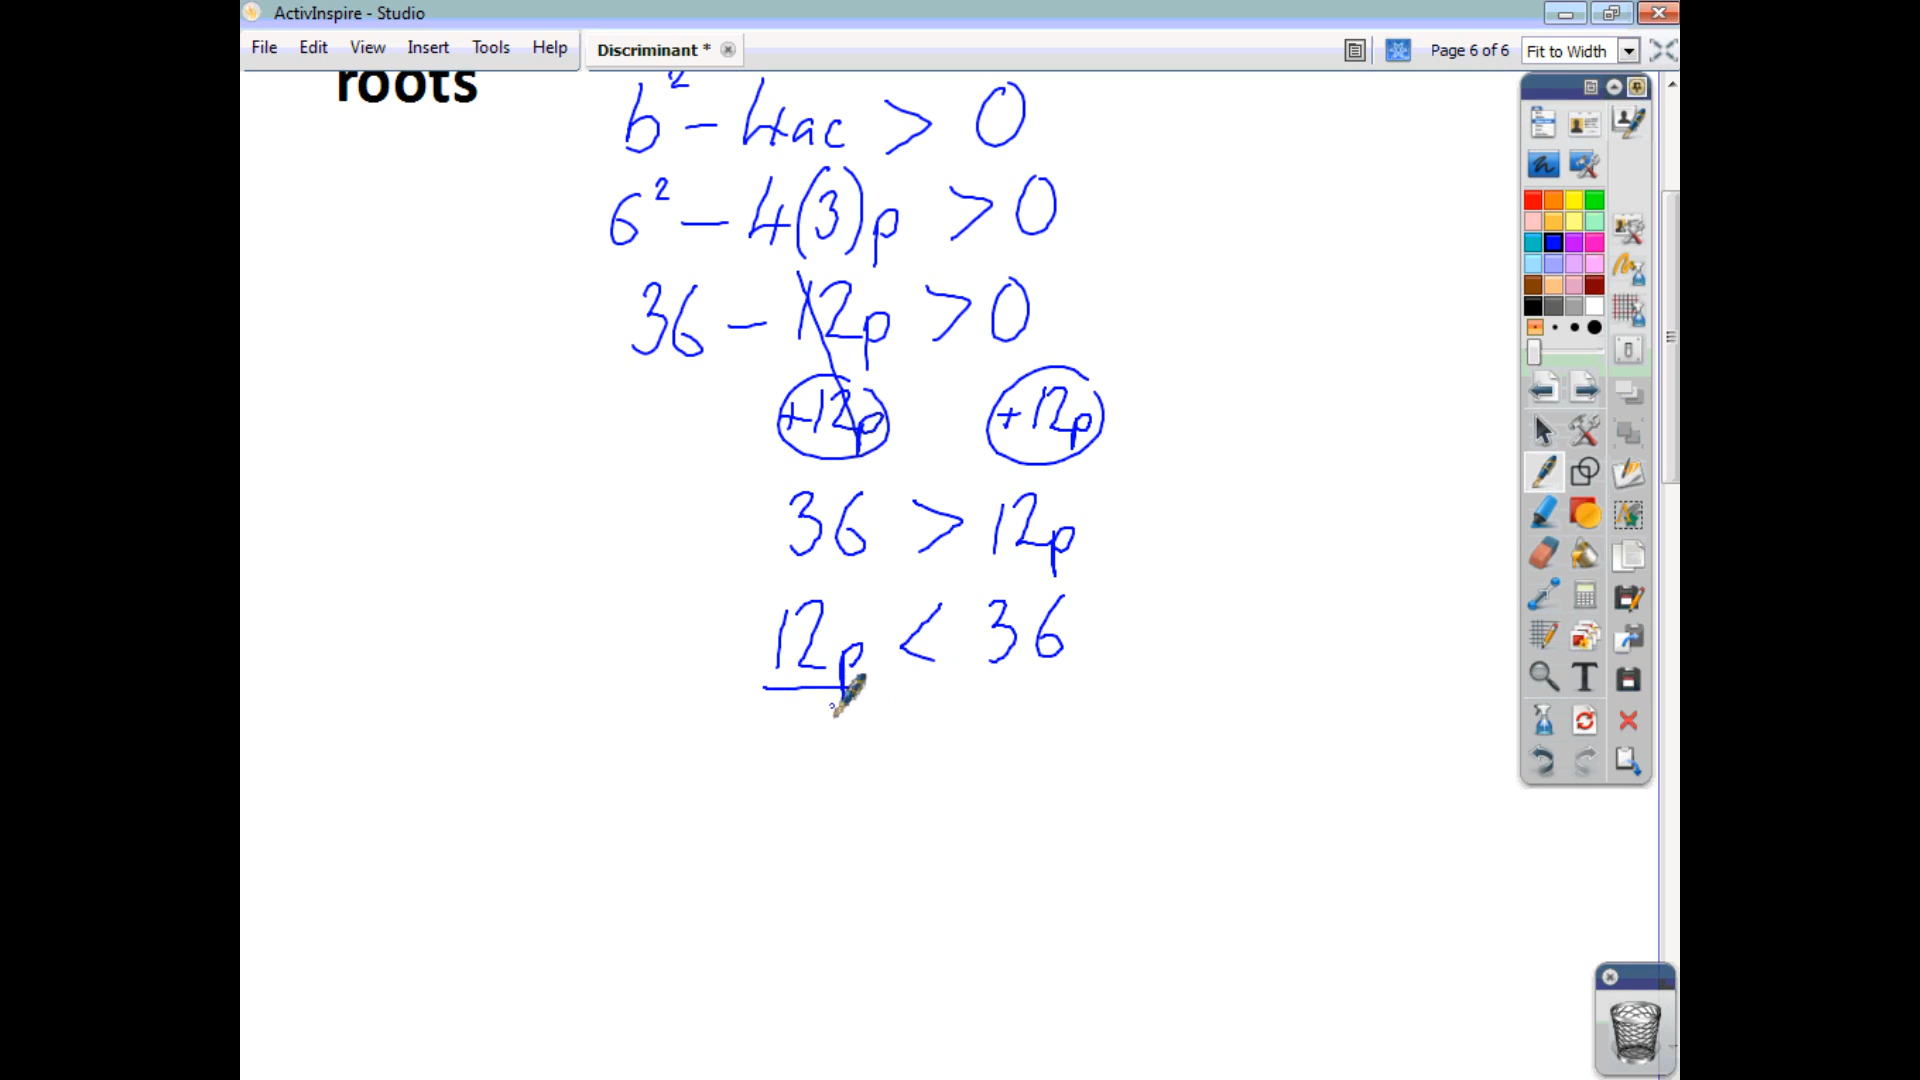 ActivInspire - Studio
File Edit View Insert Tools Help Discriminant * Page 6 of 6 Fit to Width
roots
b² - 4ac > 0
6² - 4(3)p > 0
36 - 12p > 0
+12p +12p
36 > 12p
12p < 36